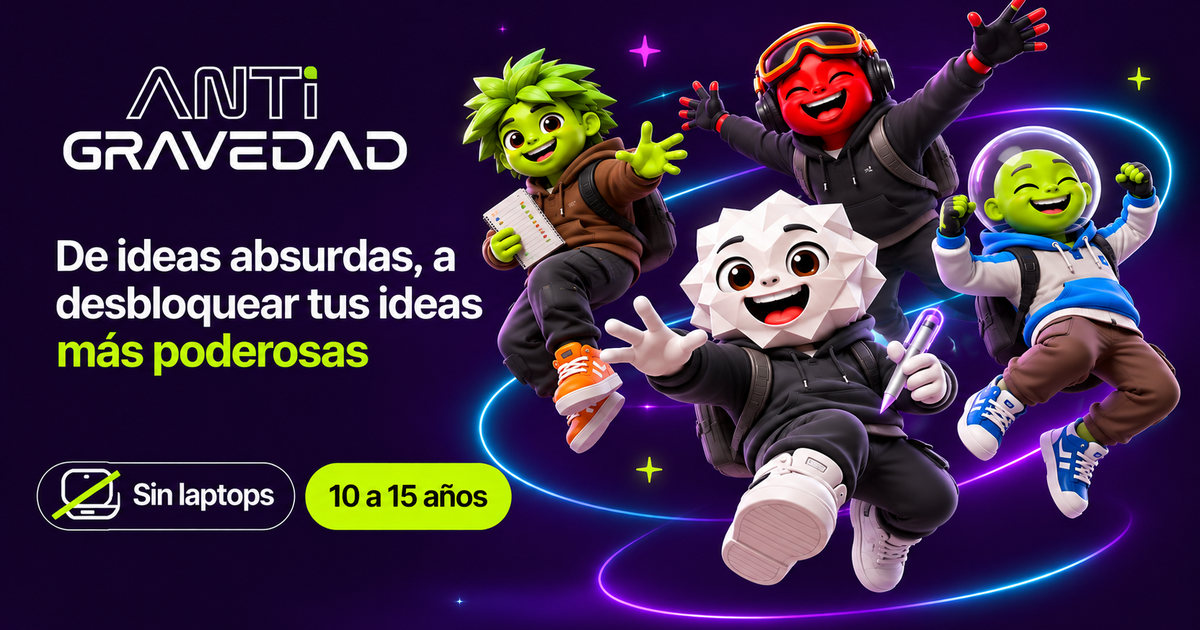 ANTi
GRAVEDAD
De ideas absurdas, a
desbloquear tus ideas
más poderosas
Sin laptops
10 a 15 años